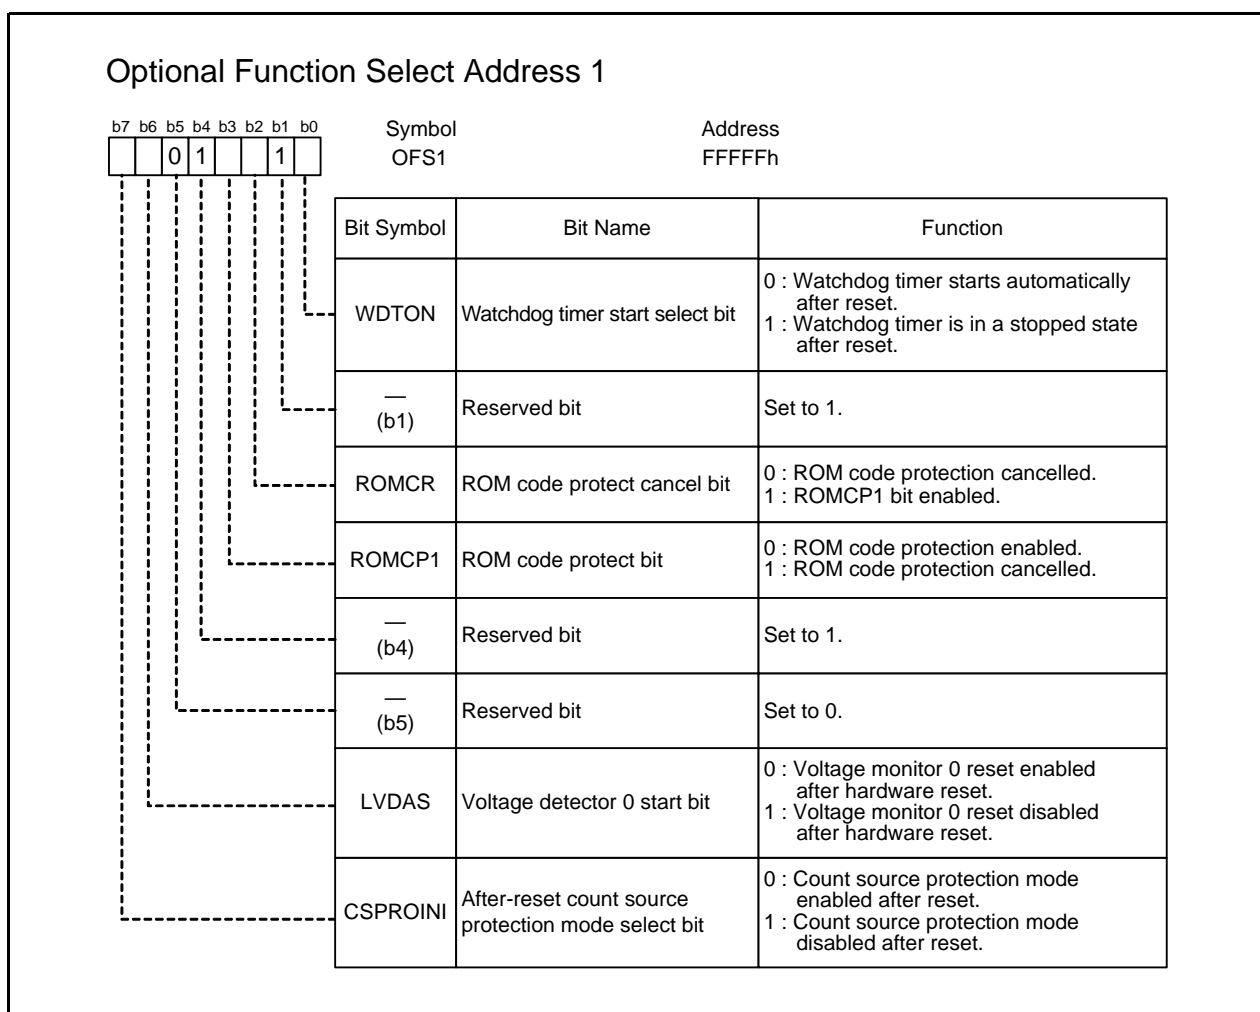 Optional Function Select Address 1
b7 b6 b5 b4 b3 b2 b1 b0
0 1 1
Symbol
OFS1
Address
FFFFFh
Bit Symbol
Bit Name
Function
WDTON
Watchdog timer start select bit
0 : Watchdog timer starts automatically
after reset.
1 : Watchdog timer is in a stopped state
after reset.
—
(b1)
Reserved bit
Set to 1.
ROMCR
ROM code protect cancel bit
0 : ROM code protection cancelled.
1 : ROMCP1 bit enabled.
ROMCP1
ROM code protect bit
0 : ROM code protection enabled.
1 : ROM code protection cancelled.
—
(b4)
Reserved bit
Set to 1.
—
(b5)
Reserved bit
Set to 0.
LVDAS
Voltage detector 0 start bit
0 : Voltage monitor 0 reset enabled
after hardware reset.
1 : Voltage monitor 0 reset disabled
after hardware reset.
CSPROINI
After-reset count source
protection mode select bit
0 : Count source protection mode
enabled after reset.
1 : Count source protection mode
disabled after reset.